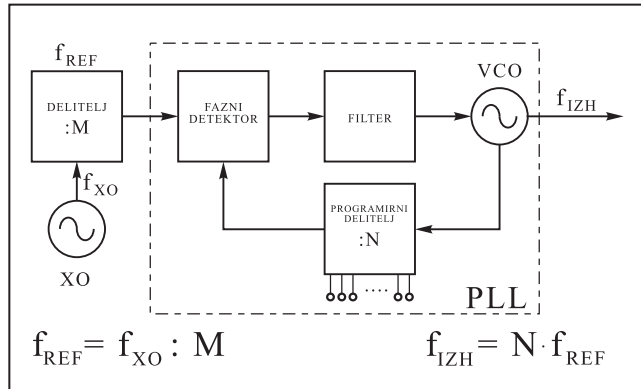 f_REF
DELITELJ
:M
f_XO
XO
FAZNI
DETEKTOR
FILTER
VCO
f_IZH
PROGRAMIRNI
DELITELJ
:N
....
PLL
f_REF = f_XO : M
f_IZH = N · f_REF